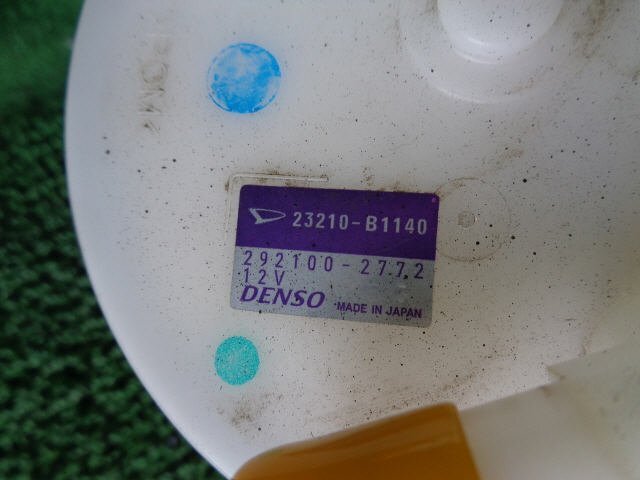 23210-B1140
292100-2772
12V
DENSO MADE IN JAPAN